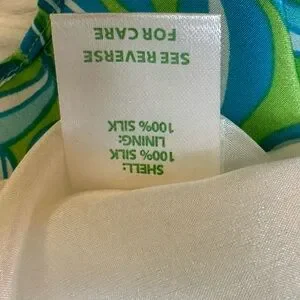 SHELL:
100% SILK
LINING:
100% SILK
SEE REVERSE
FOR CARE